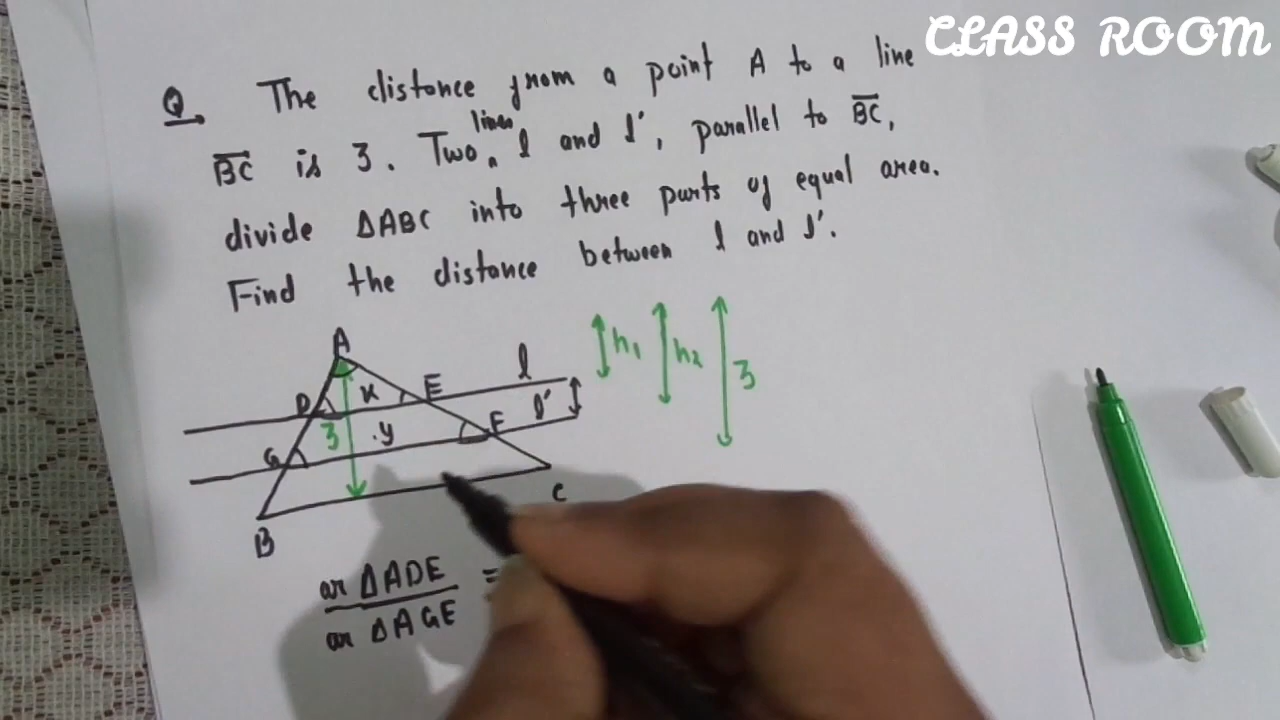 CLASS ROOM
Q The distance from a point A to a line
BC is 3. Two lines l and l', parallel to BC,
divide ΔABC into three parts of equal area.
Find the distance between l and l'.
A
D x E l
3 .y F l'
G
B C
h1 h2 3
ar ΔADE =
ar ΔAGE